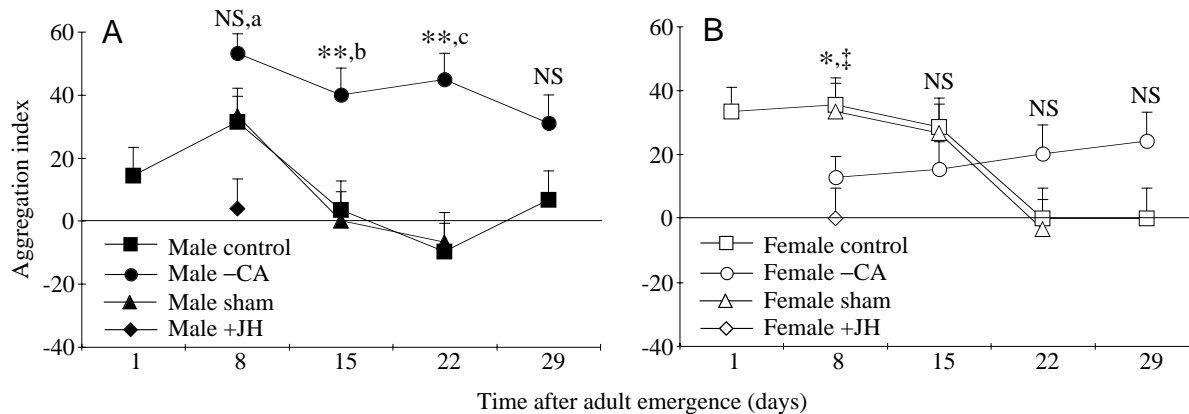 A
B
60
40
20
0
-20
-40
Aggregation index
NS,a
**,b
**,c
NS
Male control
Male –CA
Male sham
Male +JH
1 8 15 22 29
60
40
20
0
-20
-40
*,‡
NS
NS
NS
Female control
Female –CA
Female sham
Female +JH
1 8 15 22 29
Time after adult emergence (days)